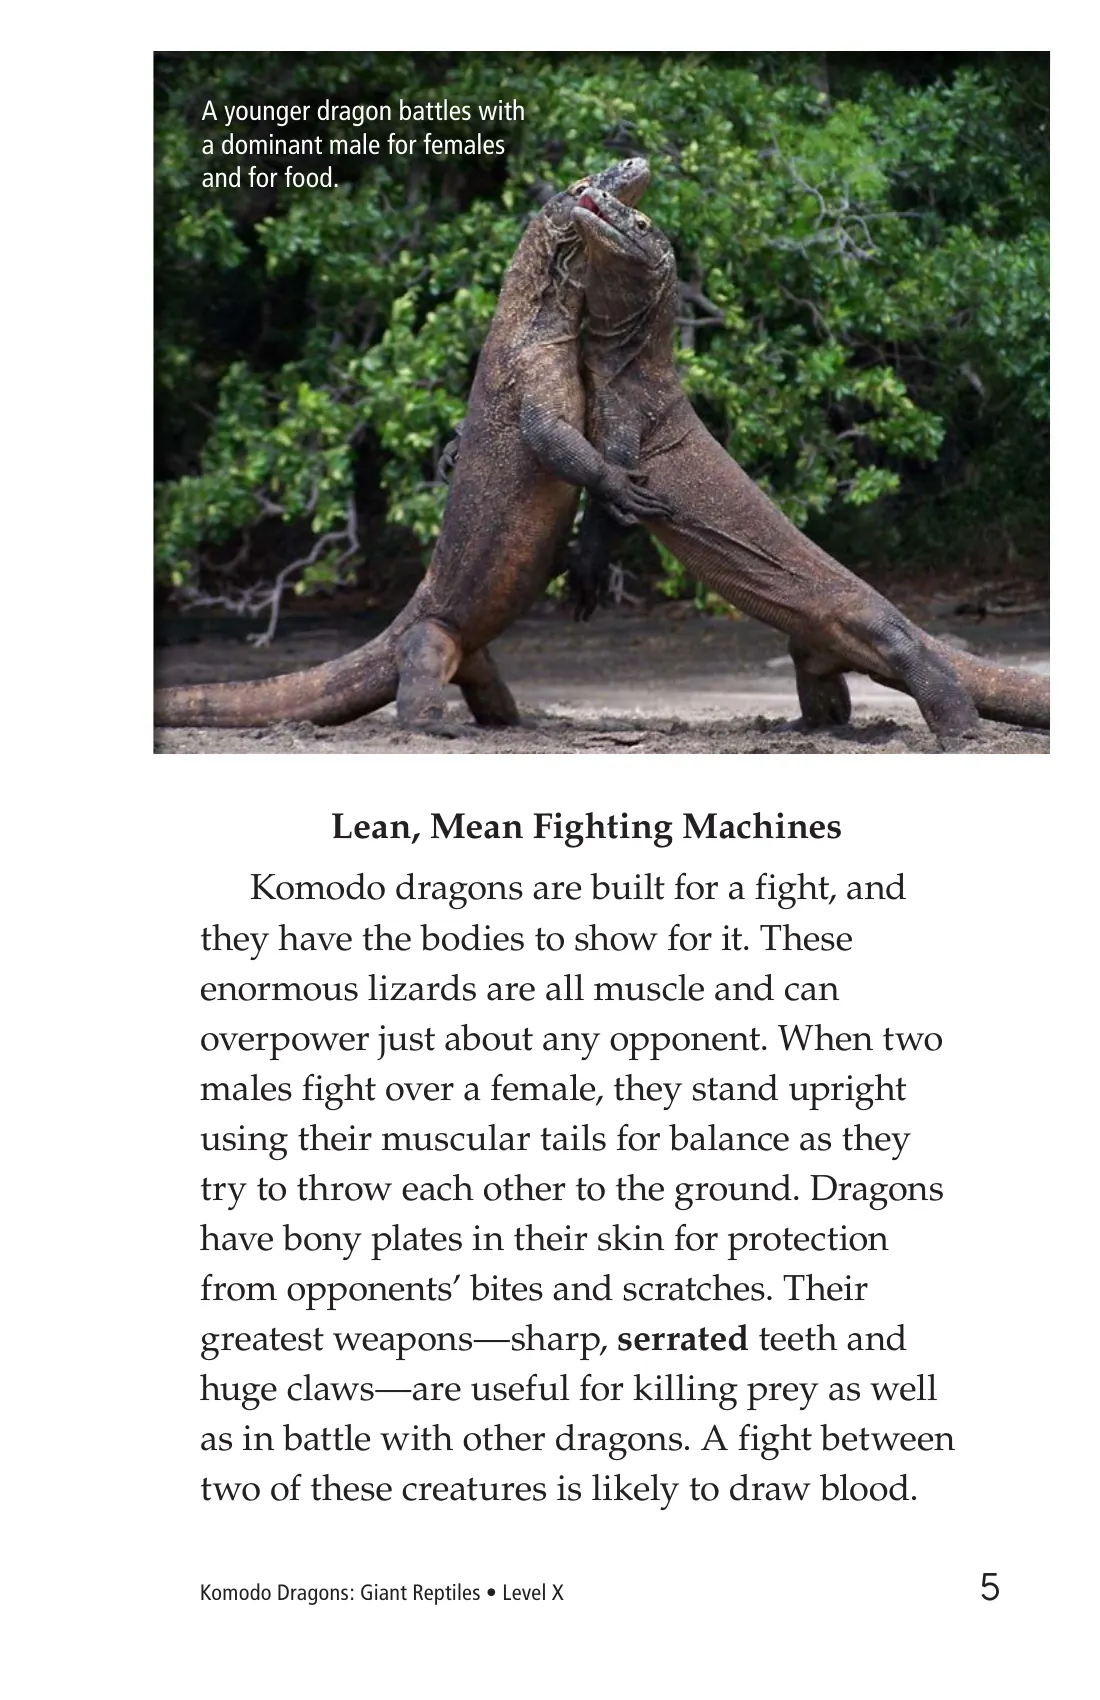 A younger dragon battles with
a dominant male for females
and for food.
Lean, Mean Fighting Machines
Komodo dragons are built for a fight, and
they have the bodies to show for it. These
enormous lizards are all muscle and can
overpower just about any opponent. When two
males fight over a female, they stand upright
using their muscular tails for balance as they
try to throw each other to the ground. Dragons
have bony plates in their skin for protection
from opponents’ bites and scratches. Their
greatest weapons—sharp, serrated teeth and
huge claws—are useful for killing prey as well
as in battle with other dragons. A fight between
two of these creatures is likely to draw blood.
Komodo Dragons: Giant Reptiles • Level X
5